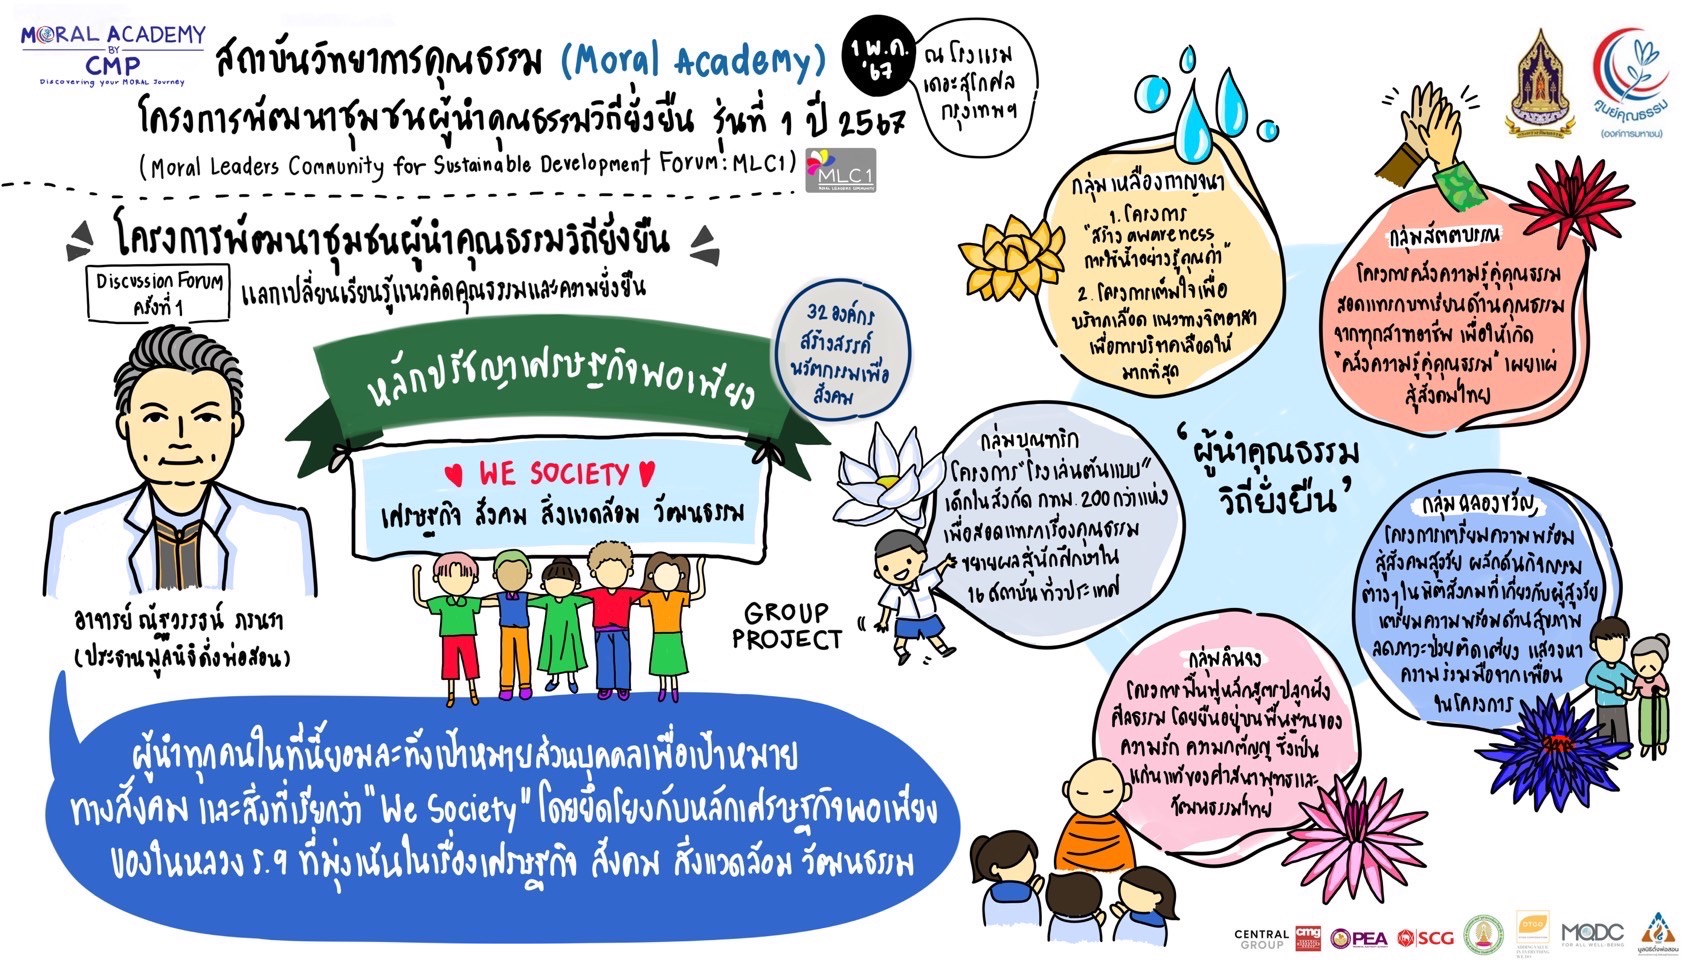 MORAL ACADEMY
BY
CMP
Discovering your MORAL Journey
สถาบันวิทยาการคุณธรรม (Moral Academy)
1 พ.ค.
'67
ณ โรงแรม
เดอะสุโกศล
กรุงเทพฯ
โครงการพัฒนาชุมชนผู้นำคุณธรรมวิถียั่งยืน รุ่นที่ 1 ปี 2567
(Moral Leaders Community for Sustainable Development Forum: MLC1)
MLC 1
MORAL LEADERS COMMUNITY
ศูนย์คุณธรรม
(องค์การมหาชน)
โครงการพัฒนาชุมชนผู้นำคุณธรรมวิถียั่งยืน
Discussion Forum
ครั้งที่ 1
แลกเปลี่ยนเรียนรู้แนวคิดคุณธรรมและความยั่งยืน
หลักปรัชญาเศรษฐกิจพอเพียง
32 องค์กร
สร้างสรรค์
นวัตกรรมเพื่อ
สังคม
WE SOCIETY
เศรษฐกิจ สังคม สิ่งแวดล้อม วัฒนธรรม
อาจารย์ ณัฐวรรธน์ ภรนรา
(ประธานมูลนิธิดั่งพ่อสอน)
ผู้นำทุกคนในที่นี้ยอมละทิ้งเป้าหมายส่วนบุคคลเพื่อเป้าหมาย
ทางสังคม และสิ่งที่เรียกว่า "We Society" โดยยึดโยงกับหลักเศรษฐกิจพอเพียง
ของในหลวง ร.9 ที่มุ่งเน้นในเรื่องเศรษฐกิจ สังคม สิ่งแวดล้อม วัฒนธรรม
GROUP
PROJECT
'ผู้นำคุณธรรม
วิถียั่งยืน'
กลุ่มเหลืองกาญจนา
1. โครงการ
"สร้าง awareness
การใช้น้ำอย่างรู้คุณค่า"
2. โครงการเต็มใจเพื่อ
บริจาคเลือด แนวทางจิตอาสา
เพื่อการบริจาคเลือดให้
มากที่สุด
กลุ่มสัตตบรรณ
โครงการคลังความรู้คู่คุณธรรม
สอดแทรกบทเรียนด้านคุณธรรม
จากทุกสาขาอาชีพ เพื่อให้เกิด
"คลังความรู้คู่คุณธรรม" เผยแผ่
สู่สังคมไทย
กลุ่มบุณฑริก
โครงการ "โรงเล่นต้นแบบ"
เด็กในสังกัด กทม. 200 กว่าแห่ง
เพื่อสอดแทรกเรื่องคุณธรรม
ขยายผลสู่นักศึกษาใน
16 สถาบันทั่วประเทศ
กลุ่มฉลองขวัญ
โครงการเตรียมความพร้อม
สู่สังคมสูงวัย ผลักดันกิจกรรม
ต่างๆ ในมิติสังคมที่เกี่ยวกับผู้สูงวัย
เตรียมความพร้อมด้านสุขภาพ
ลดภาวะป่วยติดเตียง แสวงหา
ความร่วมมือจากเพื่อน
ในโครงการ
กลุ่มลินจง
โครงการฟื้นฟูหลักสูตรปลูกฝัง
ศีลธรรม โดยยืนอยู่บนพื้นฐานของ
ความรัก ความกตัญญู ซึ่งเป็น
แก่นแท้ของศาสนาพุทธและ
วัฒนธรรมไทย
CENTRAL
GROUP
cmg
PEA
SCG
DTGO
MQDC
FOR ALL WELL-BEING
มูลนิธิดั่งพ่อสอน